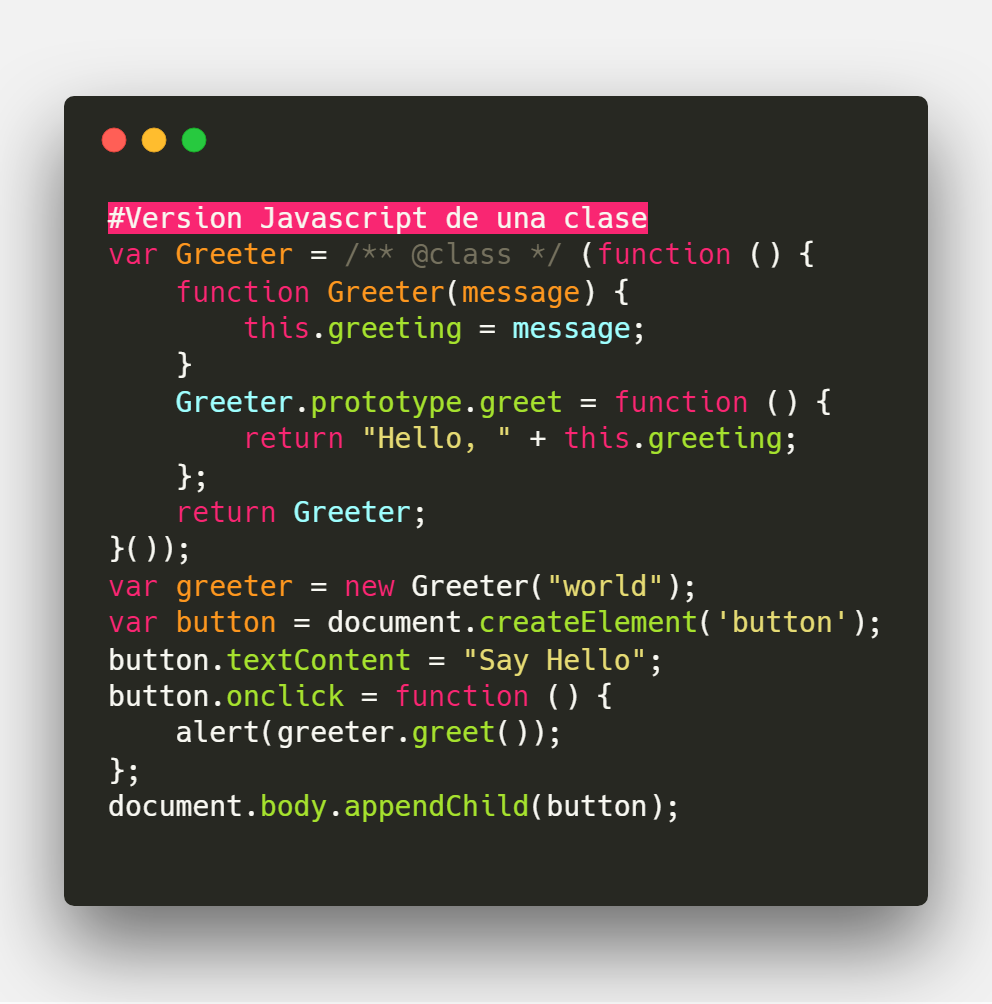 #Version Javascript de una clase
var Greeter = /** @class */ (function () {
    function Greeter(message) {
        this.greeting = message;
    }
    Greeter.prototype.greet = function () {
        return "Hello, " + this.greeting;
    };
    return Greeter;
}());
var greeter = new Greeter("world");
var button = document.createElement('button');
button.textContent = "Say Hello";
button.onclick = function () {
    alert(greeter.greet());
};
document.body.appendChild(button);